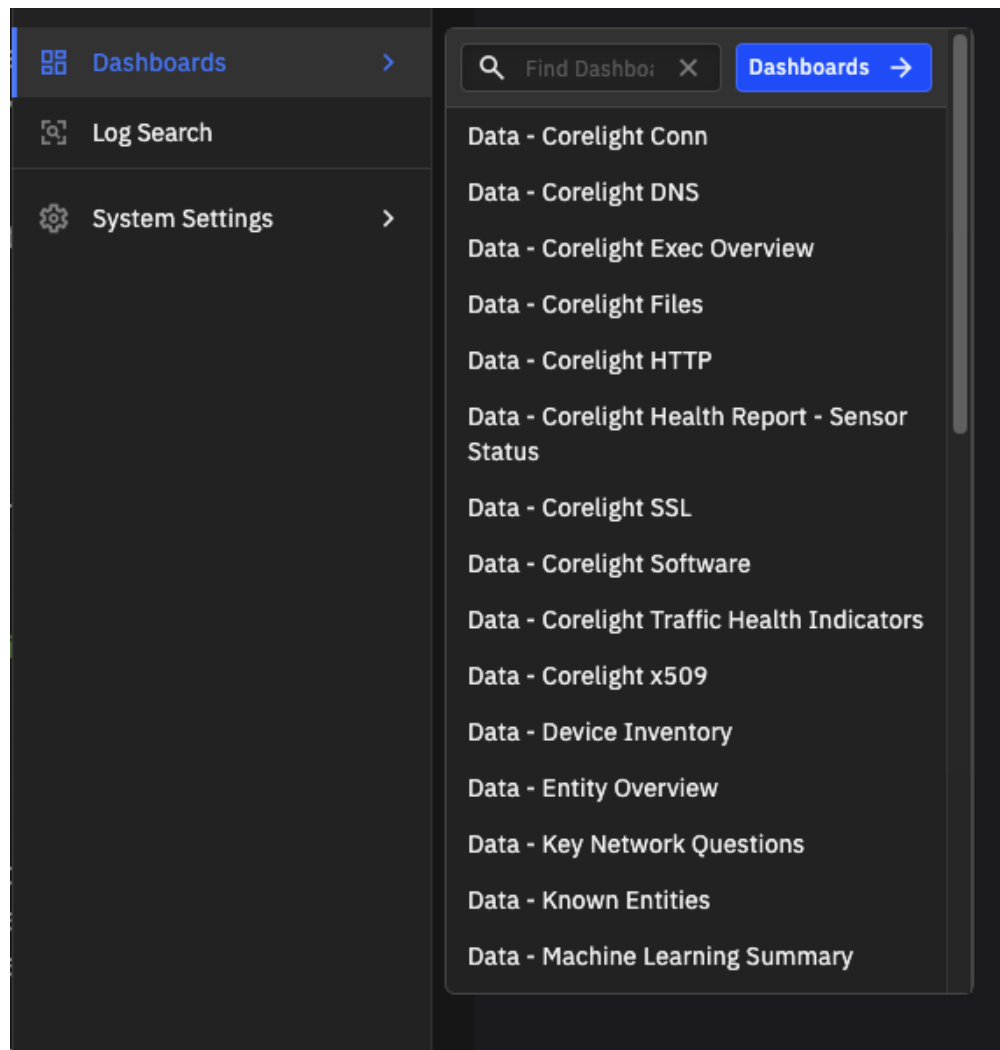 Dashboards
Log Search
System Settings
Find Dashbo
Dashboards
Data - Corelight Conn
Data - Corelight DNS
Data - Corelight Exec Overview
Data - Corelight Files
Data - Corelight HTTP
Data - Corelight Health Report - Sensor
Status
Data - Corelight SSL
Data - Corelight Software
Data - Corelight Traffic Health Indicators
Data - Corelight x509
Data - Device Inventory
Data - Entity Overview
Data - Key Network Questions
Data - Known Entities
Data - Machine Learning Summary